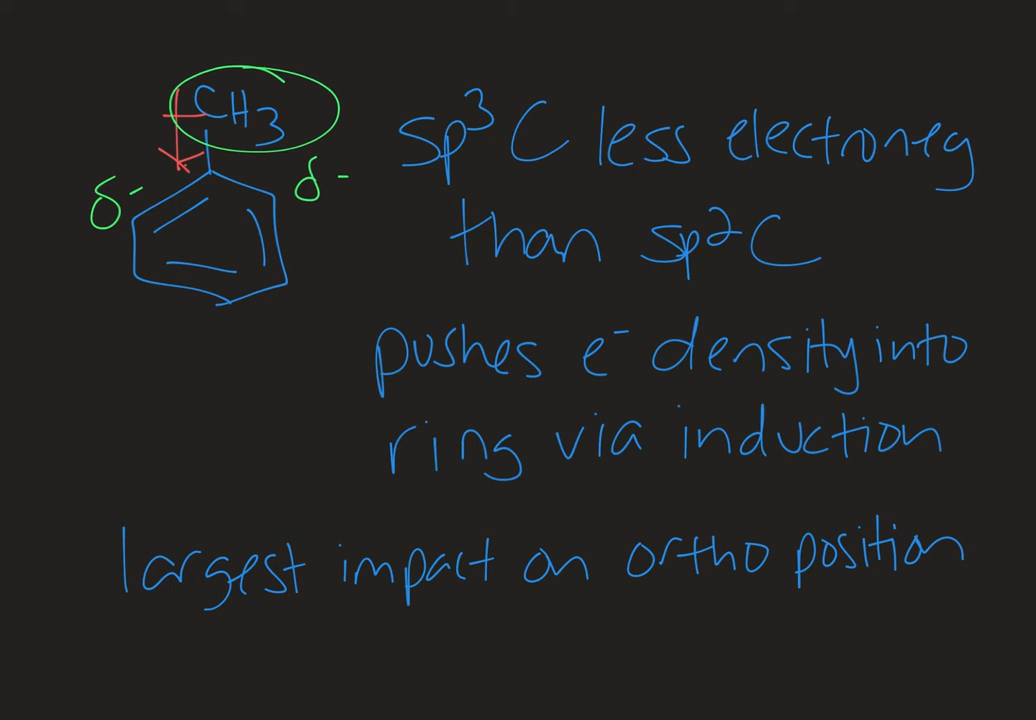 CH3
δ-
δ-
sp³ C less electroneg
than sp² C
pushes e⁻ density into
ring via induction
largest impact on ortho position